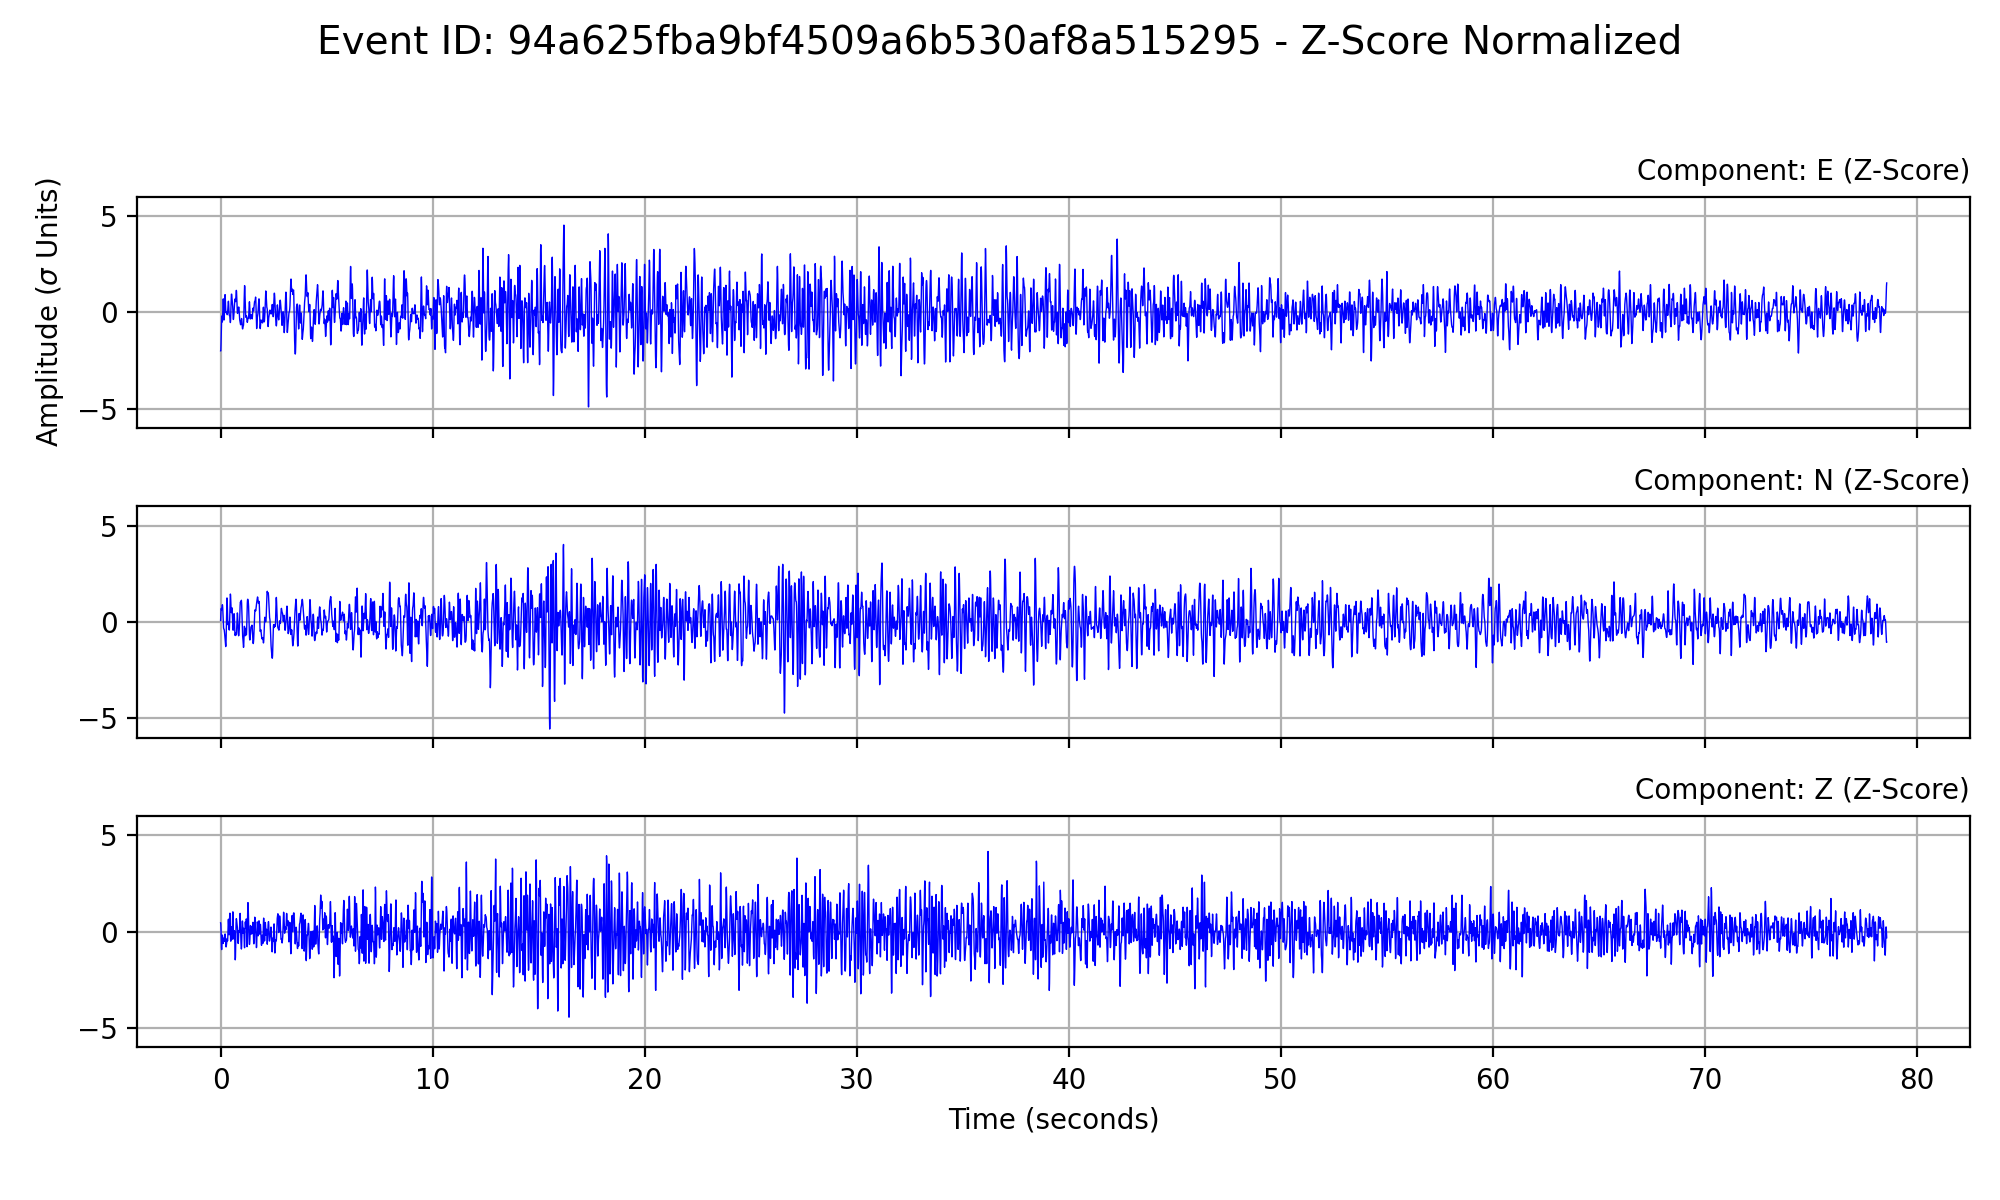 Event ID: 94a625fba9bf4509a6b530af8a515295 - Z-Score Normalized
Component: E (Z-Score)
Amplitude (σ Units)
5
0
−5
Component: N (Z-Score)
5
0
−5
Component: Z (Z-Score)
5
0
−5
0 10 20 30 40 50 60 70 80
Time (seconds)